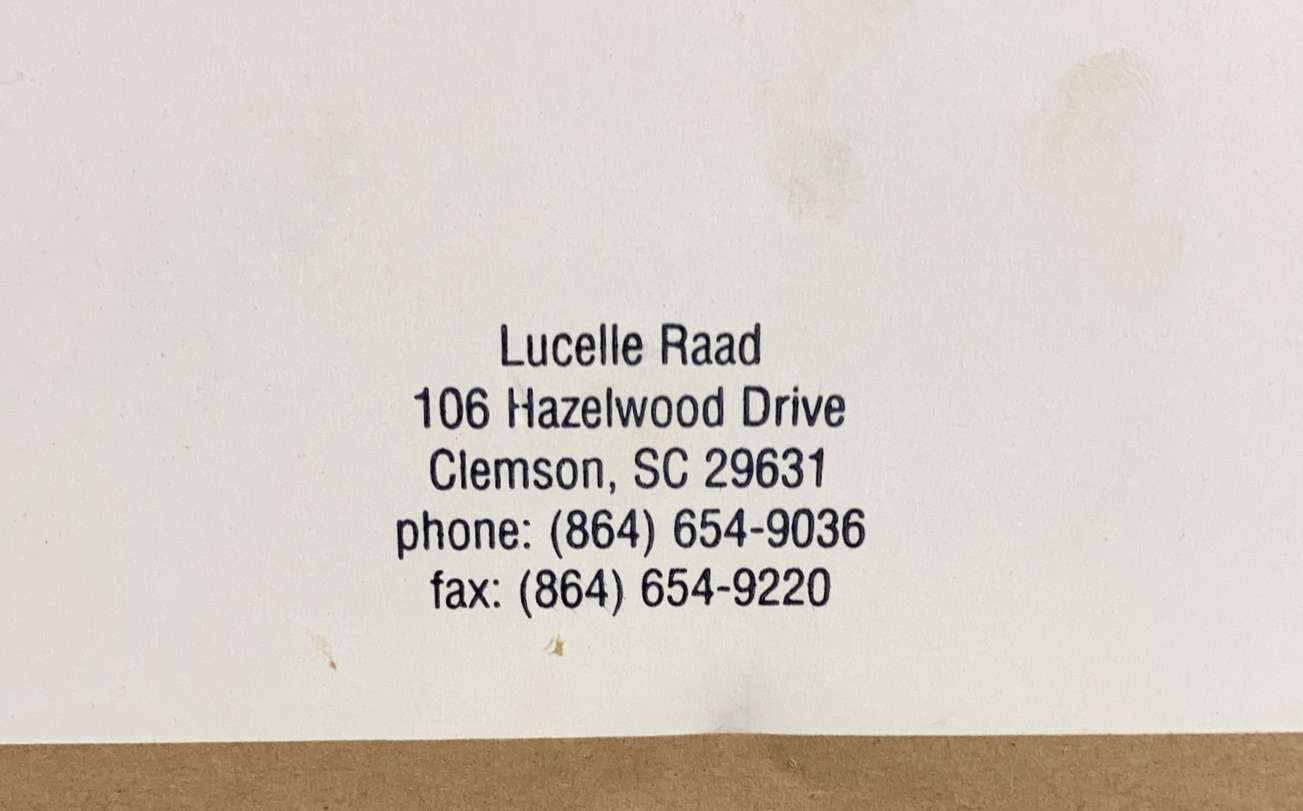 Lucelle Raad
106 Hazelwood Drive
Clemson, SC 29631
phone: (864) 654-9036
fax: (864) 654-9220